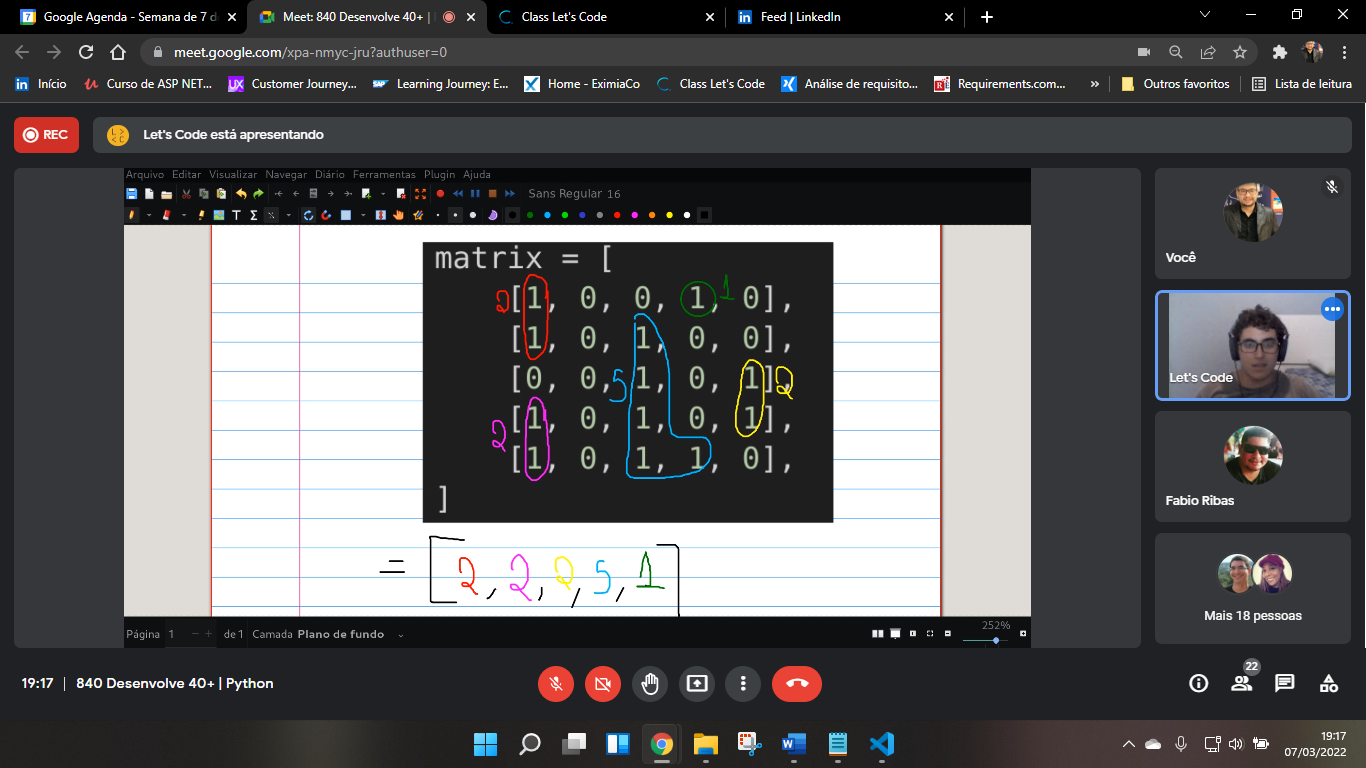 Google Agenda - Semana de 7 d
Meet: 840 Desenvolve 40+ |
Class Let's Code
Feed | LinkedIn
meet.google.com/xpa-nmyc-jru?authuser=0
Início
Curso de ASP NET...
Customer Journey...
Learning Journey: E...
Home - EximiaCo
Class Let's Code
Análise de requisito...
Requirements.com...
»
Outros favoritos
Lista de leitura
REC
Let's Code está apresentando
Arquivo Editar Visualizar Navegar Diário Ferramentas Plugin Ajuda
Sans Regular 16
matrix = [
2 [1, 0, 0, 1, 0], 1
[1, 0, 1, 0, 0],
[0, 0, 5 1, 0, 1], 2
2 [1, 0, 1, 0, 1],
[1, 0, 1, 1, 0],
]
= [2, 2, 2, 5, 1]
Página 1 − + de 1 Camada Plano de fundo
252%
Você
Let's Code
Fabio Ribas
Mais 18 pessoas
19:17 | 840 Desenvolve 40+ | Python
22
19:17
07/03/2022